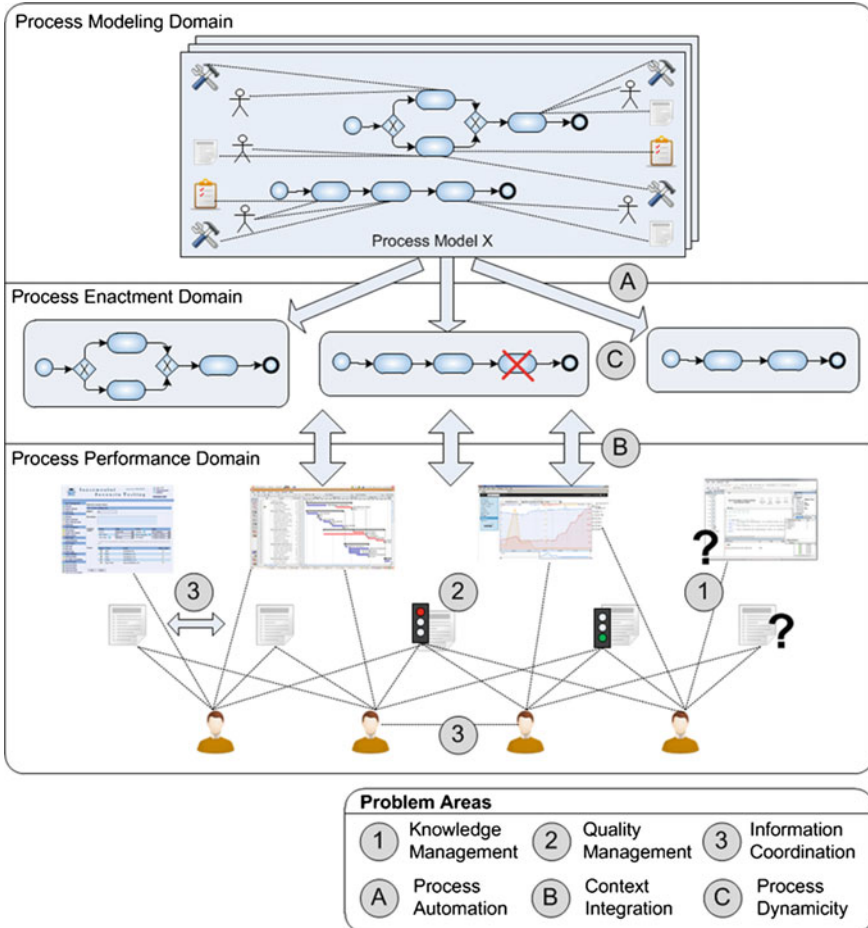 Process Modeling Domain
Process Model X
A
Process Enactment Domain
C
B
Process Performance Domain
?
3
2
1
?
3
Problem Areas
1 Knowledge Management
2 Quality Management
3 Information Coordination
A Process Automation
B Context Integration
C Process Dynamicity